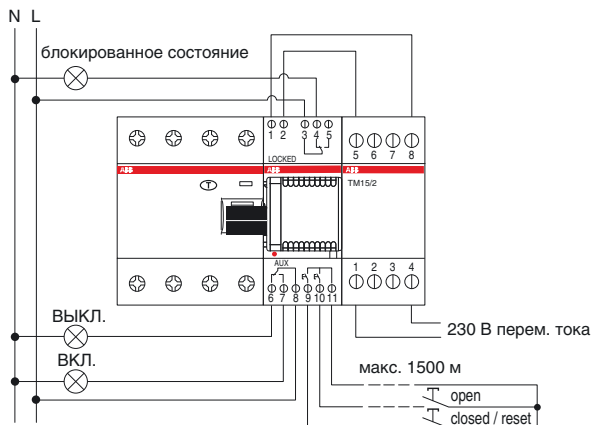 N L
блокированное состояние
1 2 3 4 5
LOCKED
5 6 7 8
ABB ABB ABB
T
TM15/2
AUX
6 7 8 9 10 11
1 2 3 4
ВЫКЛ.
230 В перем. тока
ВКЛ.
макс. 1500 м
open
closed / reset